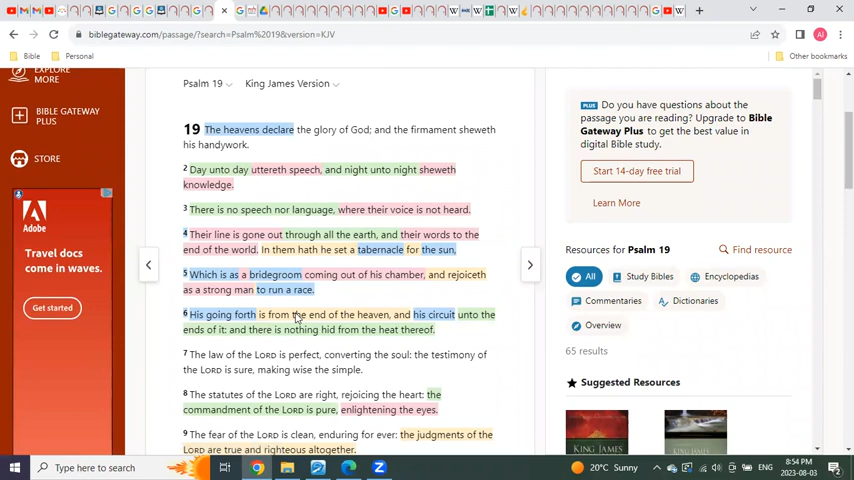 biblegateway.com/passage/?search=Psalm%2019&version=KJV
Bible
Personal
Other bookmarks
EXPLORE
MORE
BIBLE GATEWAY
PLUS
STORE
Adobe
Travel docs
come in waves.
Get started
Psalm 19
King James Version
19 The heavens declare the glory of God; and the firmament sheweth
his handywork.
2 Day unto day uttereth speech, and night unto night sheweth
knowledge.
3 There is no speech nor language, where their voice is not heard.
4 Their line is gone out through all the earth, and their words to the
end of the world. In them hath he set a tabernacle for the sun,
5 Which is as a bridegroom coming out of his chamber, and rejoiceth
as a strong man to run a race.
6 His going forth is from the end of the heaven, and his circuit unto the
ends of it: and there is nothing hid from the heat thereof.
7 The law of the LORD is perfect, converting the soul: the testimony of
the LORD is sure, making wise the simple.
8 The statutes of the LORD are right, rejoicing the heart: the
commandment of the LORD is pure, enlightening the eyes.
9 The fear of the LORD is clean, enduring for ever: the judgments of the
LORD are true and righteous altogether.
PLUS Do you have questions about the
passage you are reading? Upgrade to Bible
Gateway Plus to get the best value in
digital Bible study.
Start 14-day free trial
Learn More
Resources for Psalm 19
Find resource
All
Study Bibles
Encyclopedias
Commentaries
Dictionaries
Overview
65 results
Suggested Resources
KING JAMES
Type here to search
20°C Sunny
ENG
8:54 PM
2023-08-03
2